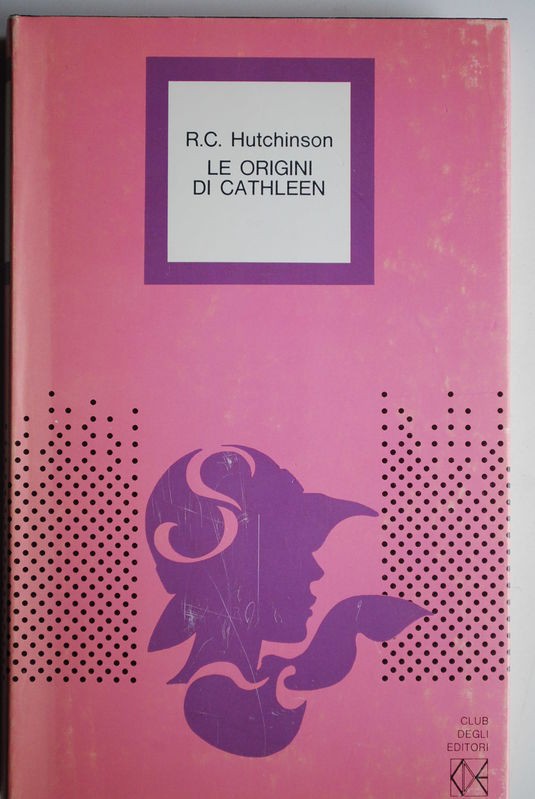 R.C. Hutchinson
LE ORIGINI
DI CATHLEEN
CLUB
DEGLI
EDITORI